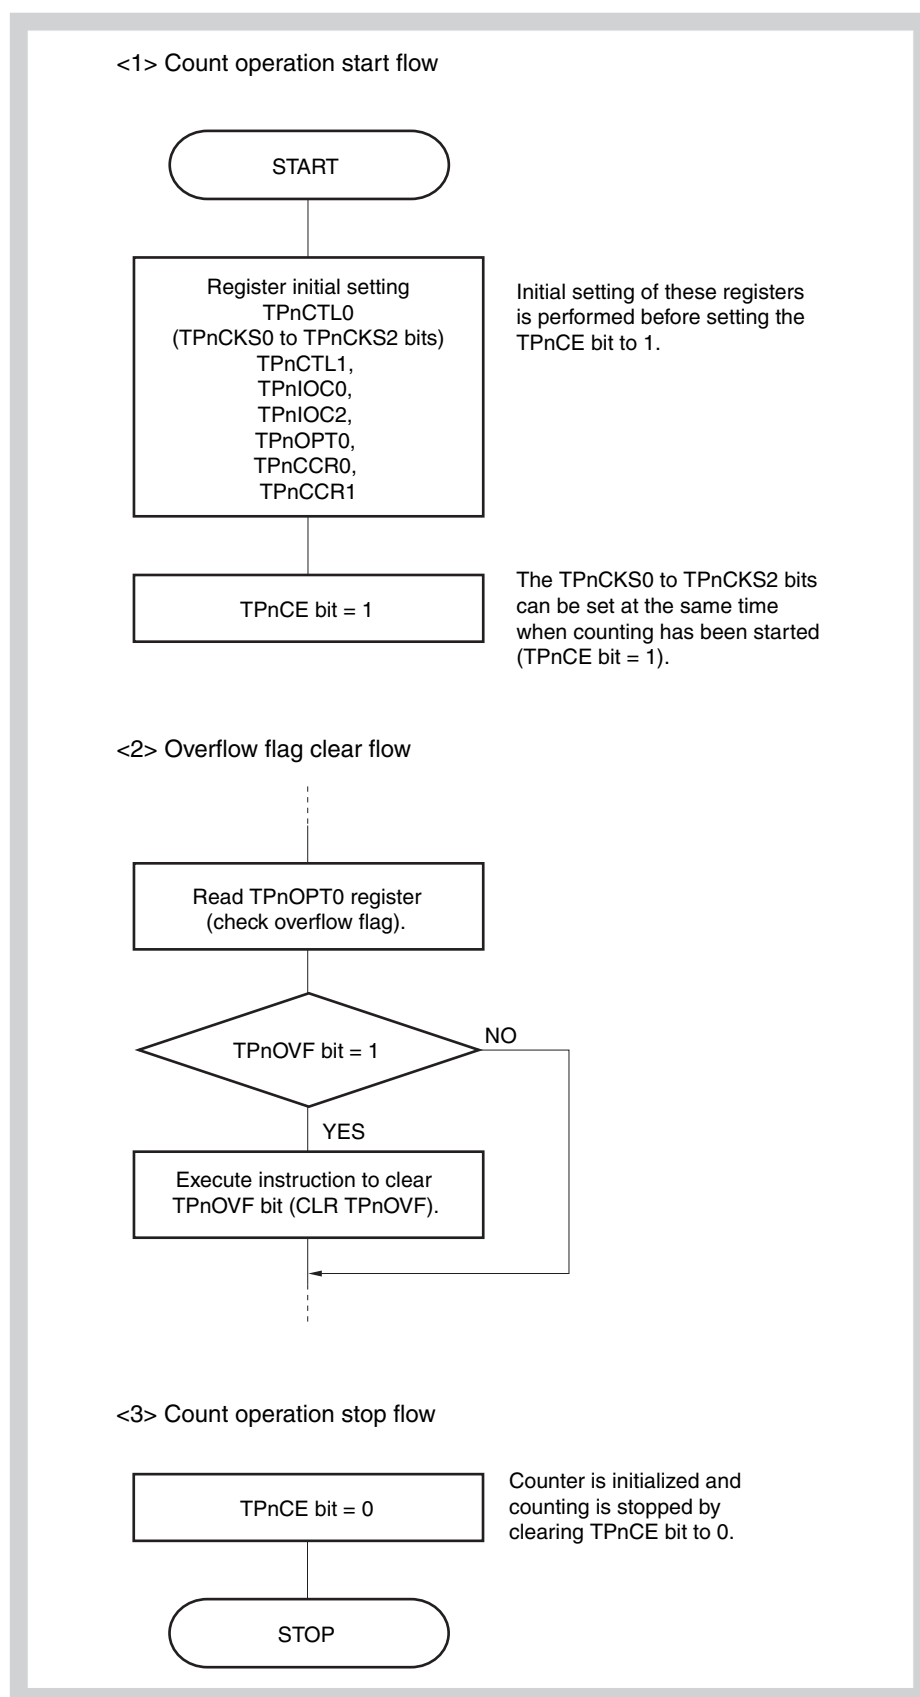 <1> Count operation start flow
START
Register initial setting
TPnCTL0
(TPnCKS0 to TPnCKS2 bits)
TPnCTL1,
TPnIOC0,
TPnIOC2,
TPnOPT0,
TPnCCR0,
TPnCCR1
Initial setting of these registers
is performed before setting the
TPnCE bit to 1.
TPnCE bit = 1
The TPnCKS0 to TPnCKS2 bits
can be set at the same time
when counting has been started
(TPnCE bit = 1).
<2> Overflow flag clear flow
Read TPnOPT0 register
(check overflow flag).
TPnOVF bit = 1
NO
YES
Execute instruction to clear
TPnOVF bit (CLR TPnOVF).
<3> Count operation stop flow
TPnCE bit = 0
Counter is initialized and
counting is stopped by
clearing TPnCE bit to 0.
STOP